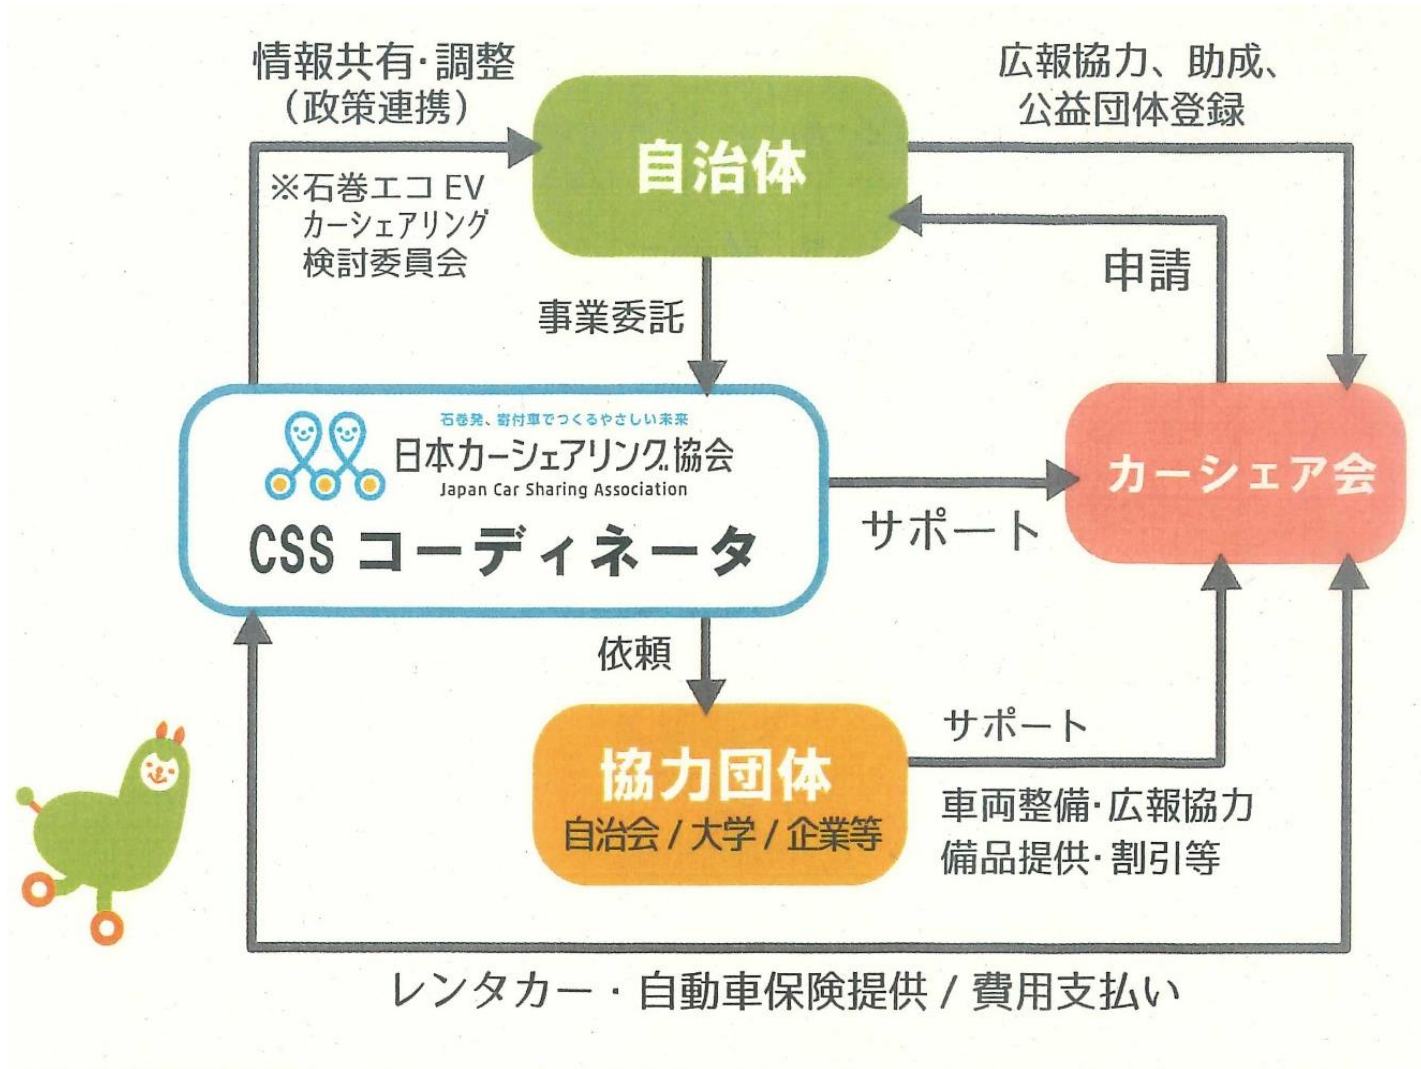 情報共有・調整
（政策連携）
広報協力、助成、
公益団体登録
自治体
※石巻エコ EV
カーシェアリング
検討委員会
申請
事業委託
石巻発、寄付車でつくるやさしい未来
日本カーシェアリング協会
Japan Car Sharing Association
CSS コーディネータ
カーシェア会
サポート
依頼
サポート
協力団体
自治会 / 大学 / 企業等
車両整備・広報協力
備品提供・割引等
レンタカー・自動車保険提供 / 費用支払い